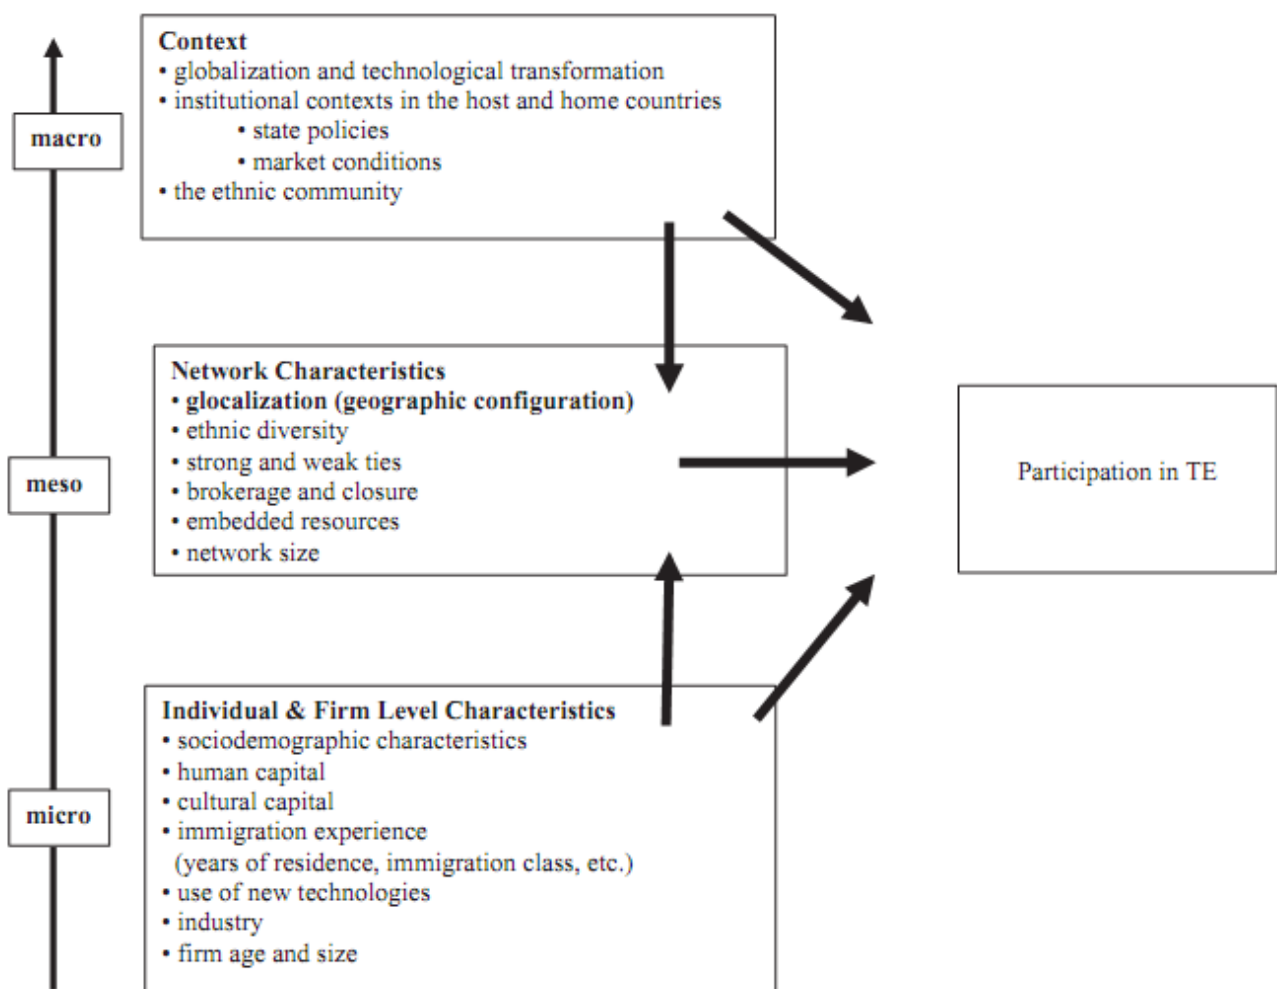 Context
• globalization and technological transformation
• institutional contexts in the host and home countries
• state policies
• market conditions
• the ethnic community
macro
Network Characteristics
• glocalization (geographic configuration)
• ethnic diversity
• strong and weak ties
• brokerage and closure
• embedded resources
• network size
meso
Participation in TE
Individual & Firm Level Characteristics
• sociodemographic characteristics
• human capital
• cultural capital
• immigration experience
(years of residence, immigration class, etc.)
• use of new technologies
• industry
• firm age and size
micro